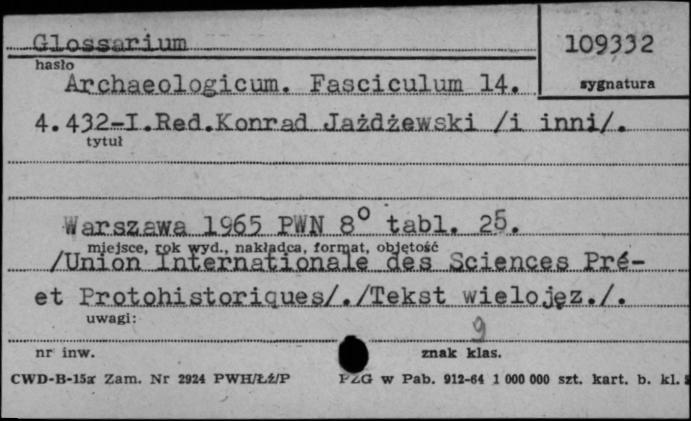 Glossarium
109332
hasło
sygnatura
Archaeologicum. Fasciculum 14.
4.432-I.Red.Konrad Jażdżewski /i inni/.
tytuł
Warszawa 1965 PWN 8° tabl. 25.
miejsce, rok wyd., nakładca, format, objętość
/Union Internationale des Sciences Pré-
et Protohistoriques/./Tekst wielojęz./.
uwagi:
9
nr inw.
znak klas.
CWD-B-15a Zam. Nr 2924 PWH/Łż/P
PZG w Pab. 912-64 1 000 000 szt. kart. b. kl.